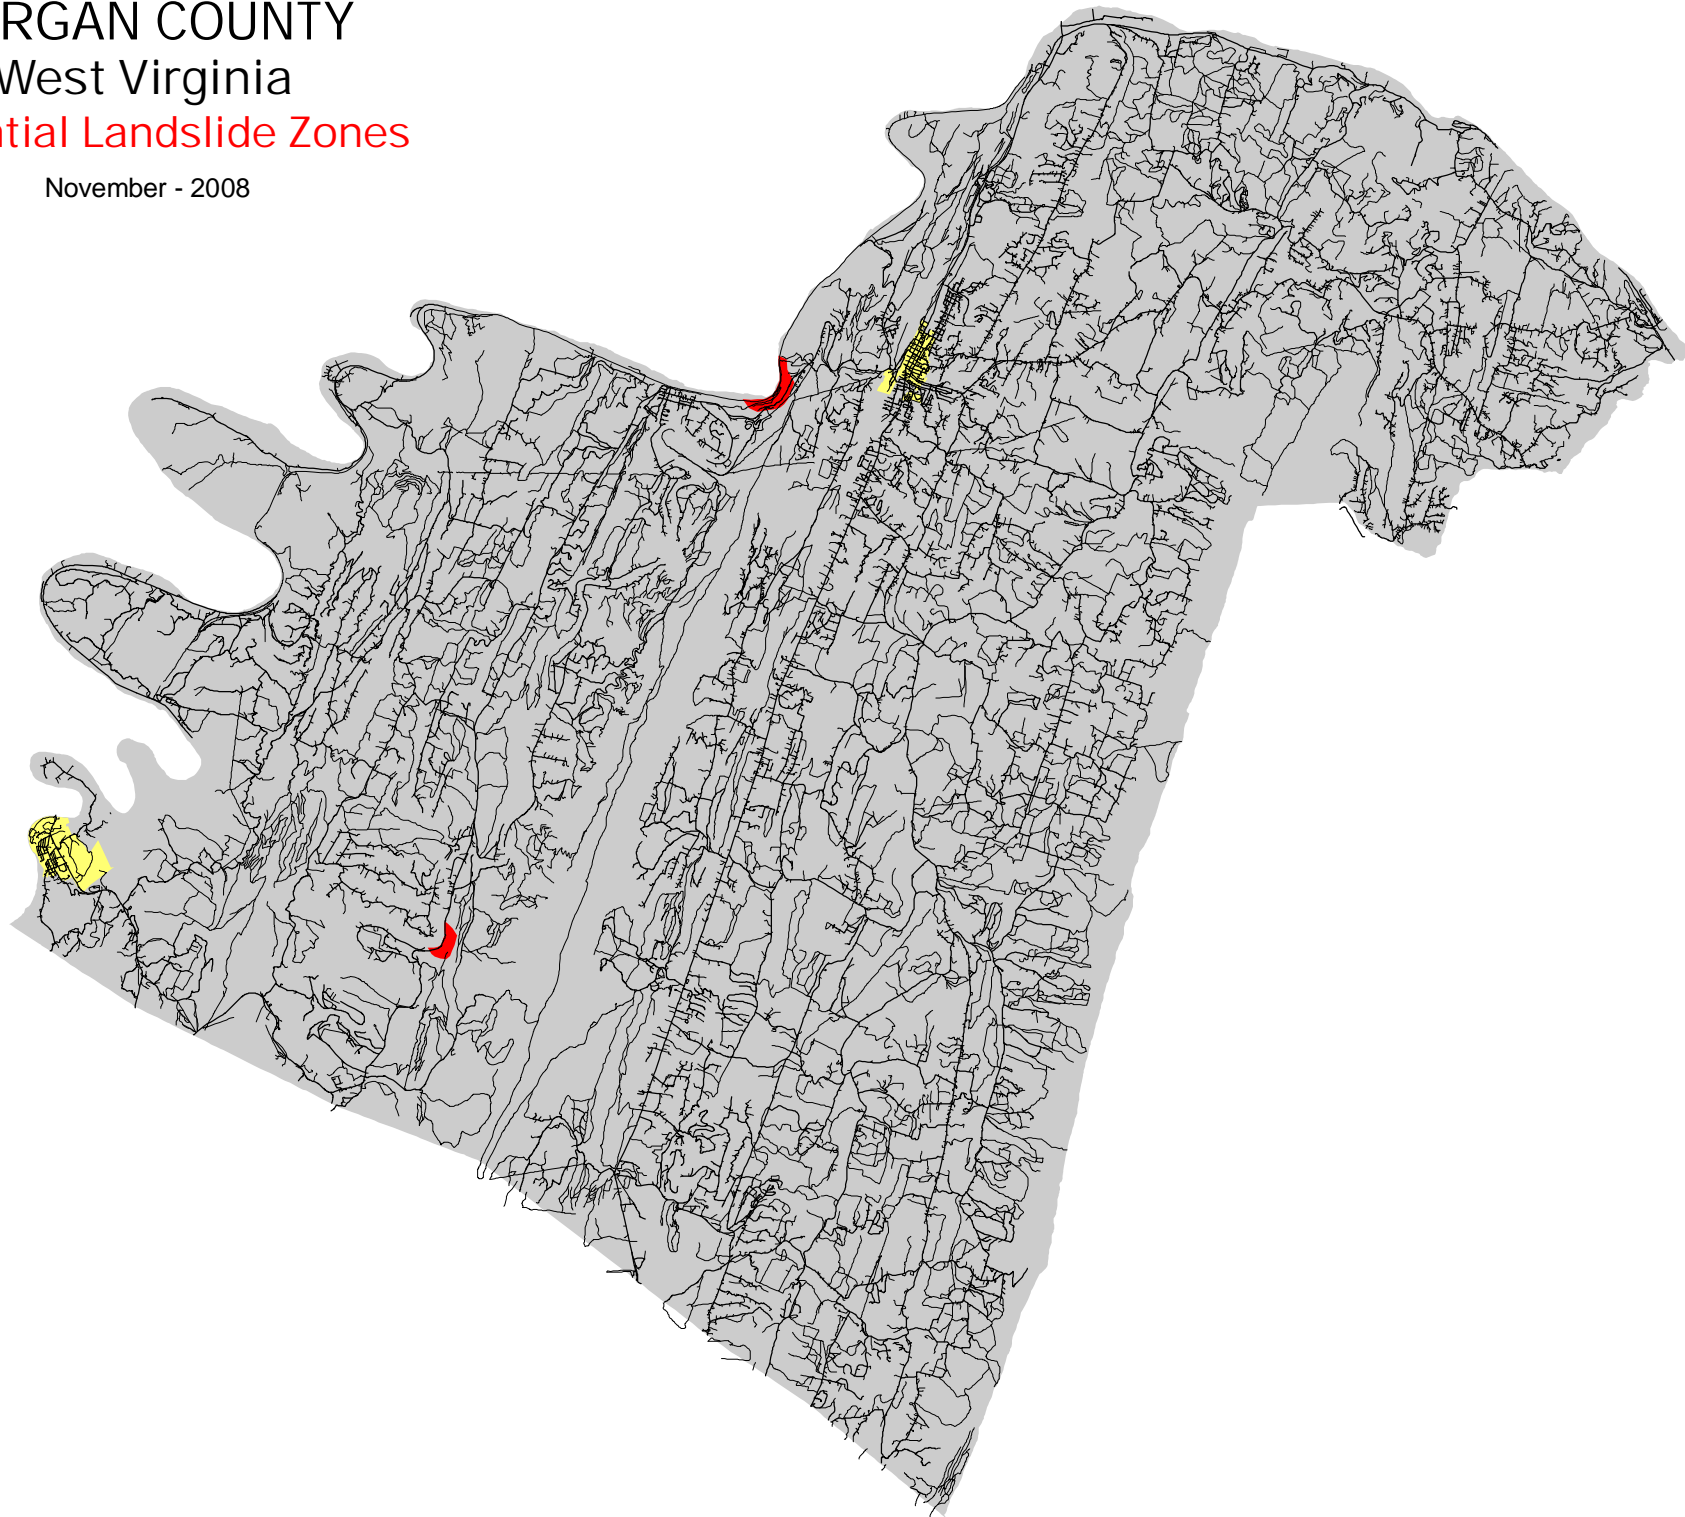 RGAN COUNTY
West Virginia
tial Landslide Zones
November - 2008